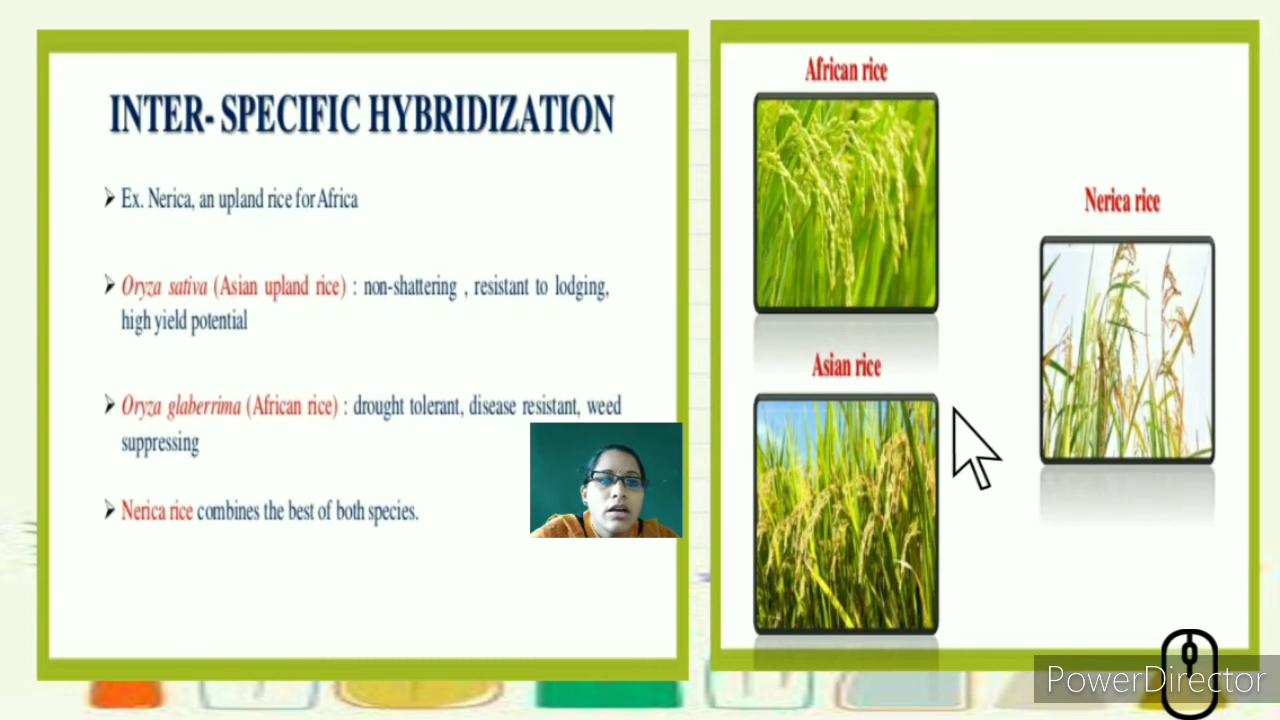 INTER- SPECIFIC HYBRIDIZATION
Ex. Nerica, an upland rice for Africa
Oryza sativa (Asian upland rice) : non-shattering , resistant to lodging,
high yield potential
Oryza glaberrima (African rice) : drought tolerant, disease resistant, weed
suppressing
Nerica rice combines the best of both species.
African rice
Asian rice
Nerica rice
PowerDirector